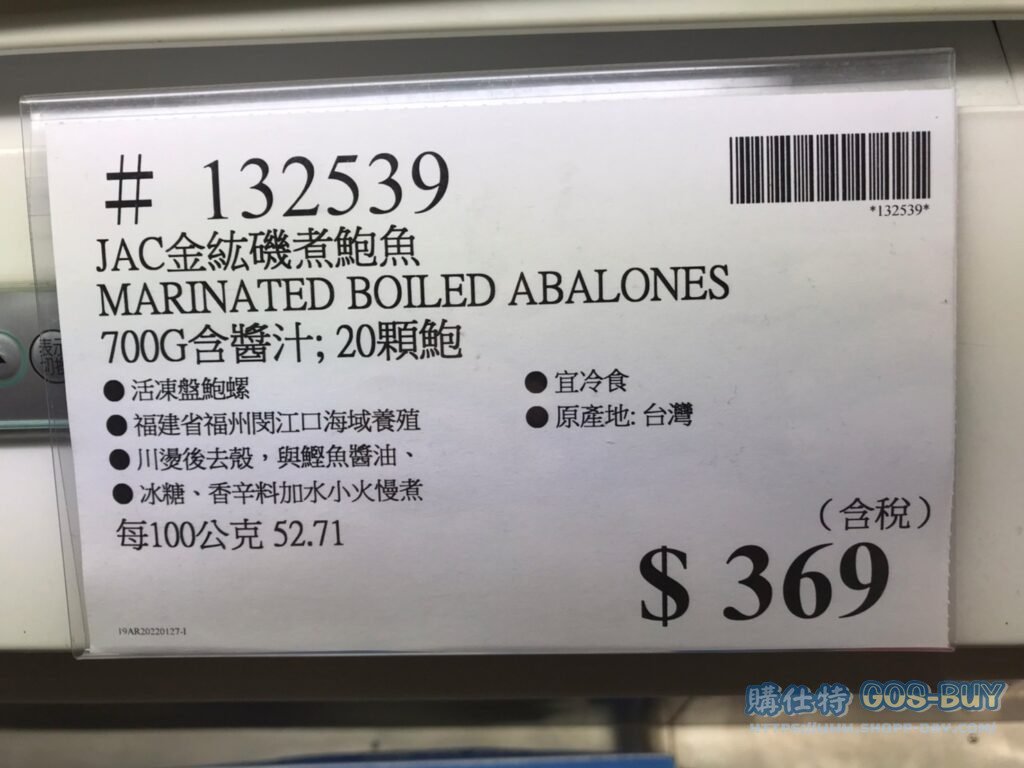 # 132539
*132539*
JAC金紘磯煮鮑魚
MARINATED BOILED ABALONES
700G含醬汁; 20顆鮑
●活凍盤鮑螺
●福建省福州閔江口海域養殖
●川燙後去殼，與鰹魚醬油、
●冰糖、香辛料加水小火慢煮
●宜冷食
●原產地: 台灣
每100公克 52.71
（含稅）
$ 369
19AR20220127-1
購仕特 GOS-BUY